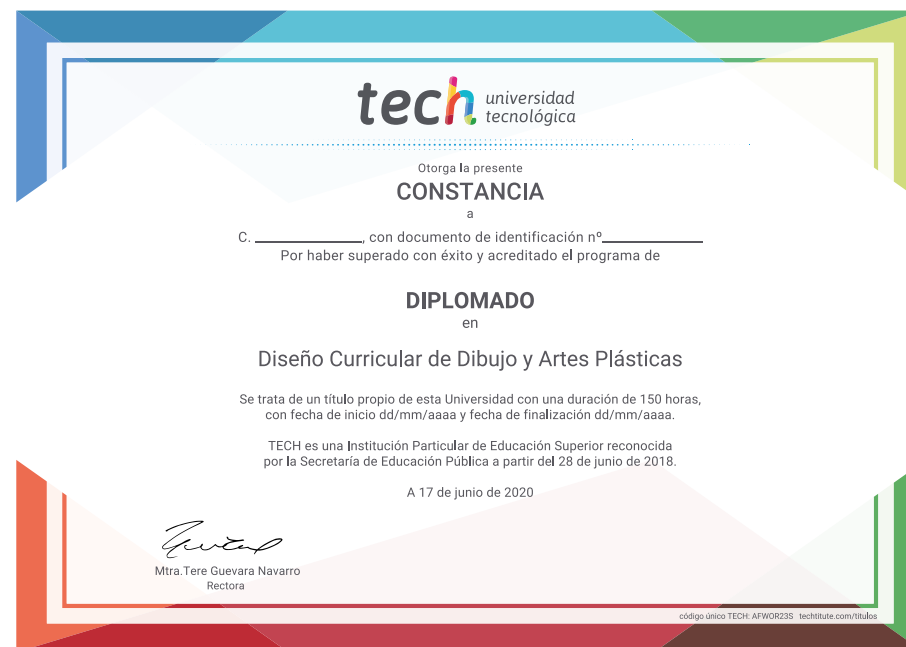 tech universidad
tecnológica
Otorga la presente
CONSTANCIA
a
C. ____________, con documento de identificación nº____________
Por haber superado con éxito y acreditado el programa de
DIPLOMADO
en
Diseño Curricular de Dibujo y Artes Plásticas
Se trata de un título propio de esta Universidad con una duración de 150 horas,
con fecha de inicio dd/mm/aaaa y fecha de finalización dd/mm/aaaa.
TECH es una Institución Particular de Educación Superior reconocida
por la Secretaría de Educación Pública a partir del 28 de junio de 2018.
A 17 de junio de 2020
Mtra.Tere Guevara Navarro
Rectora
código único TECH: AFWOR23S techtitute.com/titulos